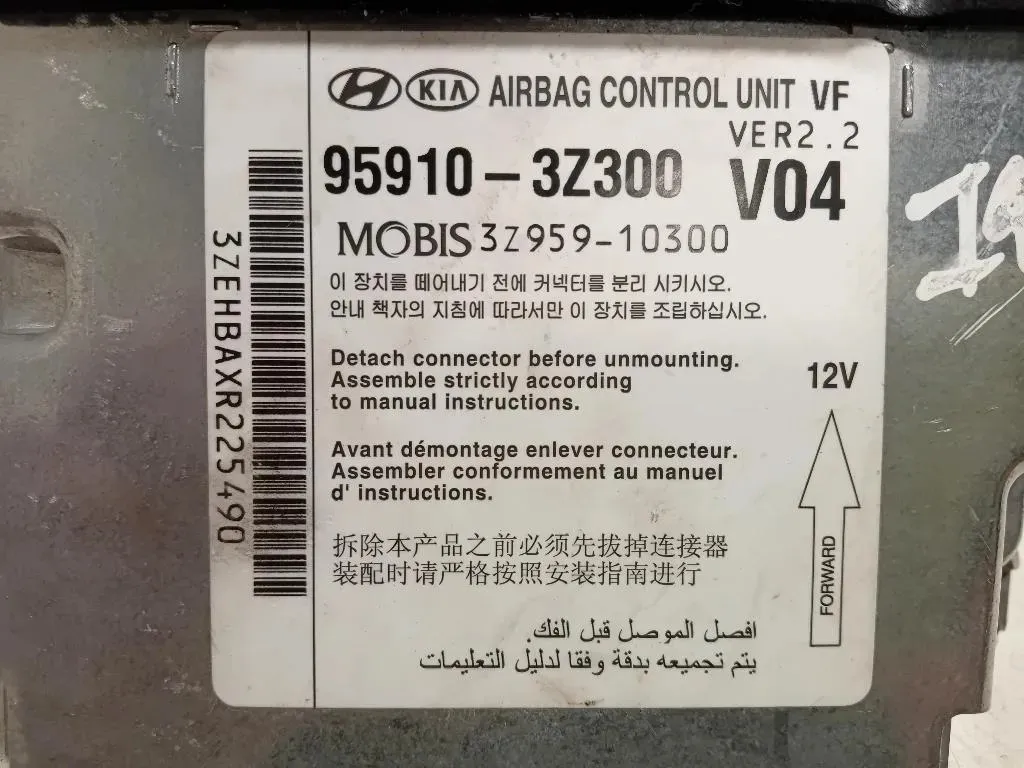 KIA AIRBAG CONTROL UNIT VF
VER2.2
95910-3Z300 V04
MOBIS 3Z959-10300
이 장치를 떼어내기 전에 커넥터를 분리 시키시오.
안내 책자의 지침에 따라서만 이 장치를 조립하십시오.
Detach connector before unmounting.
Assemble strictly according
to manual instructions.
12V
Avant démontage enlever connecteur.
Assembler conformement au manuel
d' instructions.
FORWARD
拆除本产品之前必须先拔掉连接器
装配时请严格按照安装指南进行
افصل الموصل قبل الفك.
يتم تجميعه بدقة وفقا لدليل التعليمات
3ZEHBAXR225490